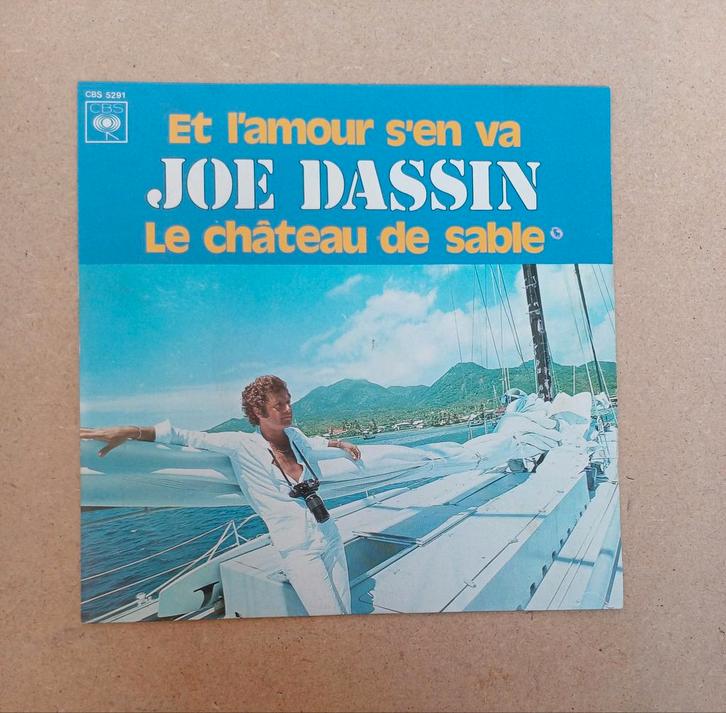 CBS 5291
CBS
Et l'amour s'en va
JOE DASSIN
Le château de sable